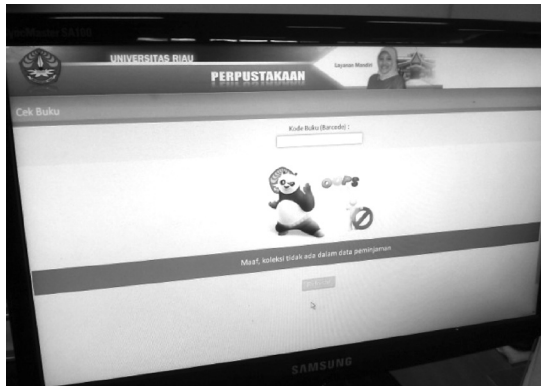 UNIVERSITAS RIAU
PERPUSTAKAAN
Layanan Mandiri
Cek Buku
Kode Buku (Barcode) :
OOPS
Maaf, koleksi tidak ada dalam data peminjaman
SAMSUNG